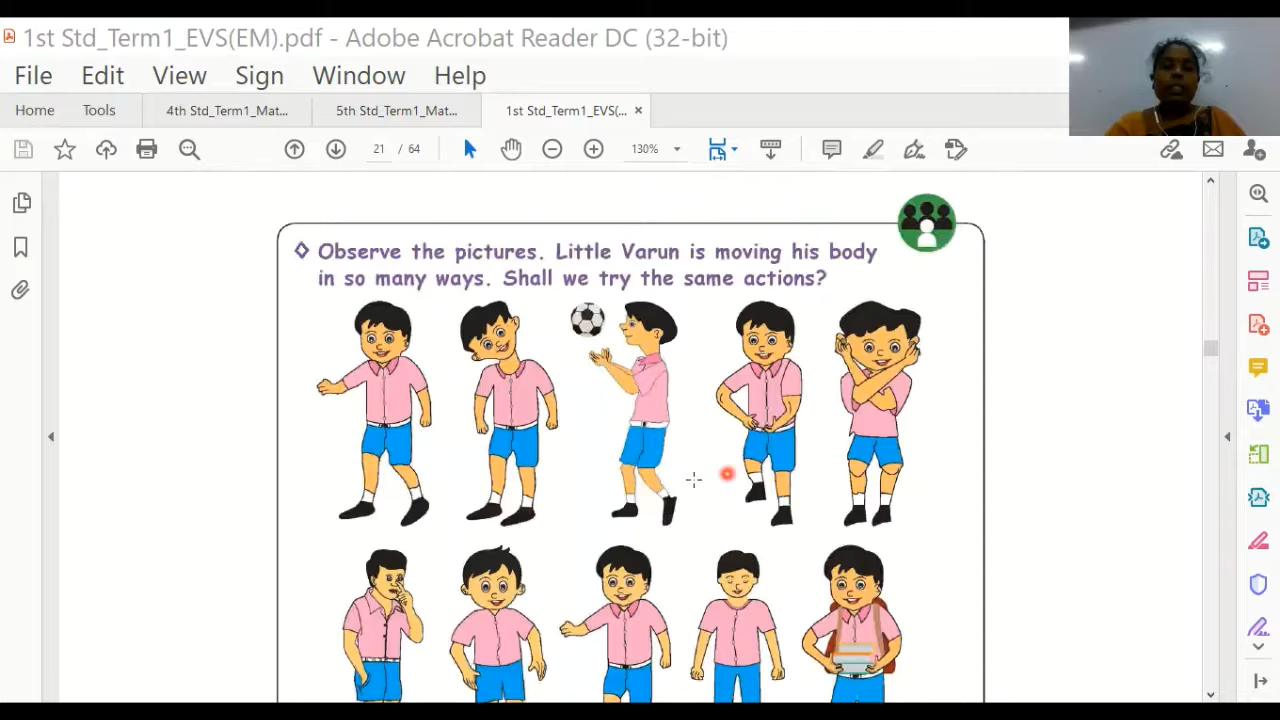 1st Std_Term1_EVS(EM).pdf - Adobe Acrobat Reader DC (32-bit)
File Edit View Sign Window Help
Home Tools 4th Std_Term1_Mat... 5th Std_Term1_Mat... 1st Std_Term1_EVS(... ×
21 / 64 130%
Observe the pictures. Little Varun is moving his body
in so many ways. Shall we try the same actions?